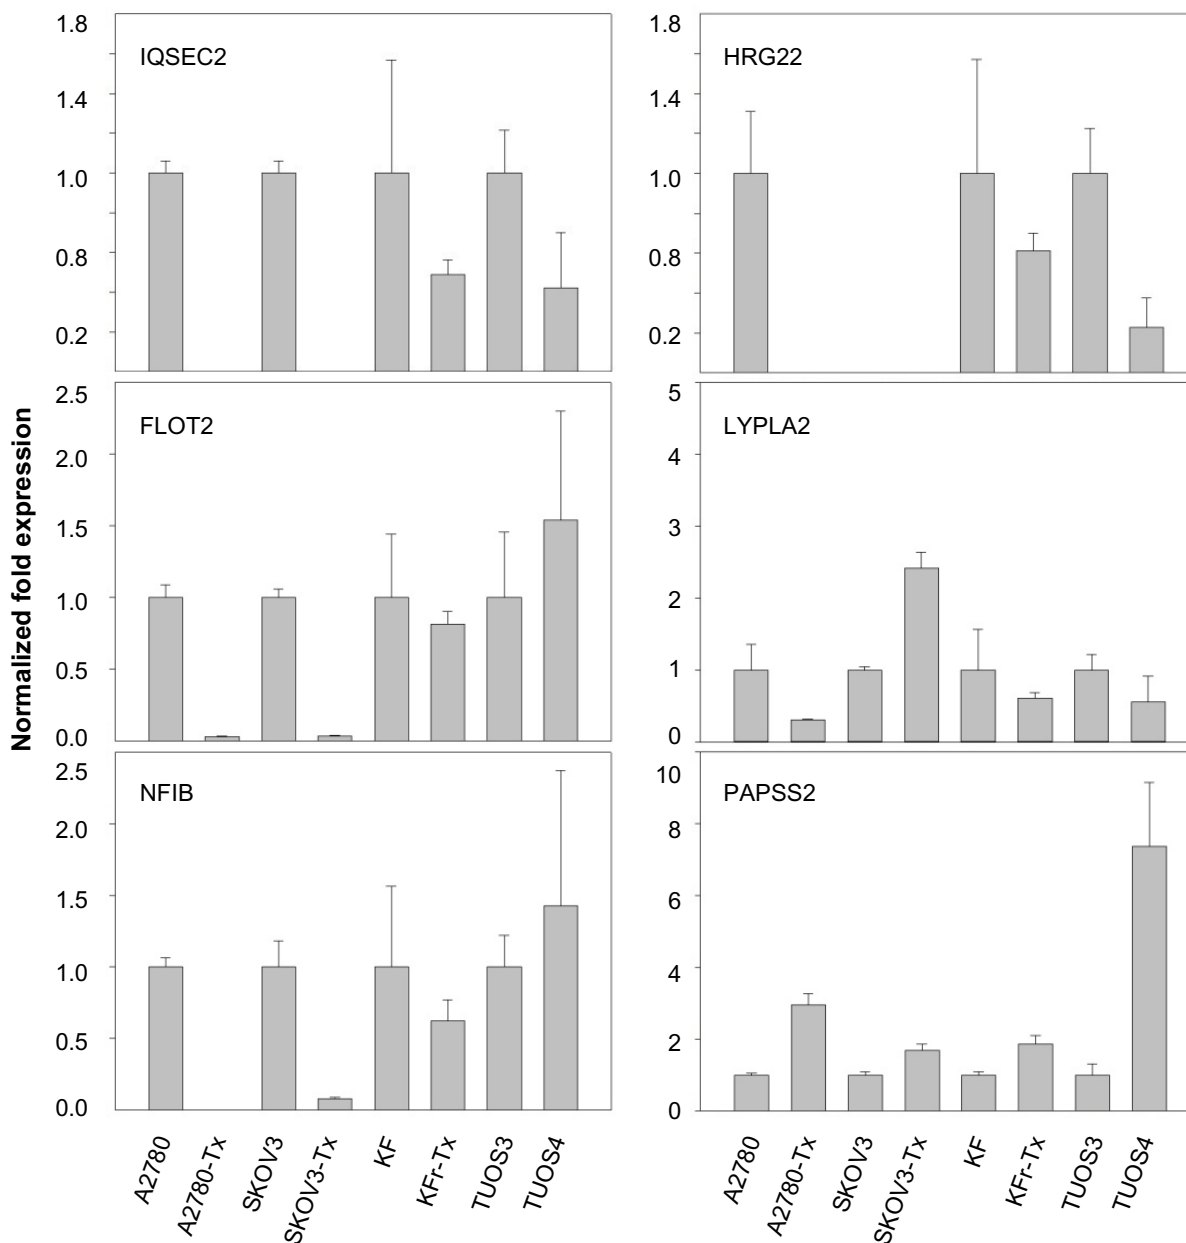 Normalized fold expression
IQSEC2
1.8
1.4
1.0
0.8
0.2
HRG22
1.8
1.4
1.0
0.8
0.2
FLOT2
2.5
2.0
1.5
1.0
0.5
0.0
LYPLA2
5
4
3
2
1
0
NFIB
2.5
2.0
1.5
1.0
0.5
0.0
PAPSS2
10
8
6
4
2
0
A2780
A2780-Tx
SKOV3
SKOV3-Tx
KF
KFr-Tx
TUOS3
TUOS4
A2780
A2780-Tx
SKOV3
SKOV3-Tx
KF
KFr-Tx
TUOS3
TUOS4